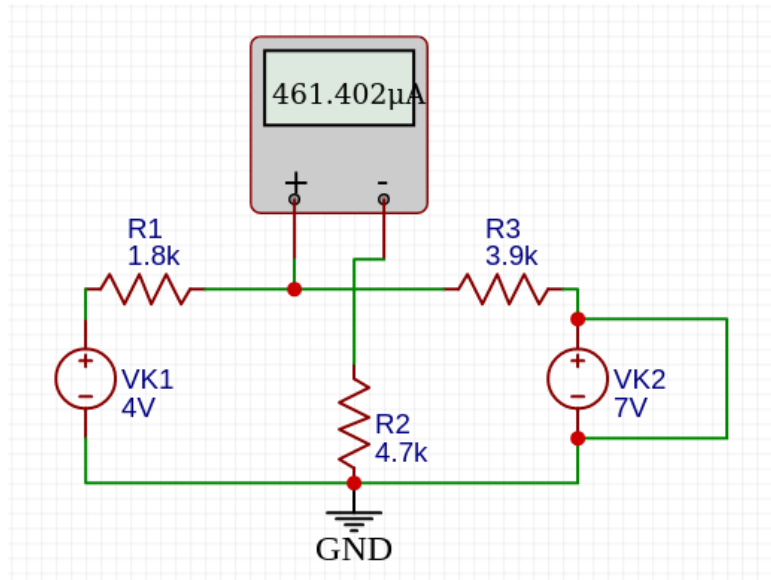 461.402μA
+ -
R1
1.8k
R3
3.9k
+
VK1
4V
-
+
VK2
7V
-
R2
4.7k
GND